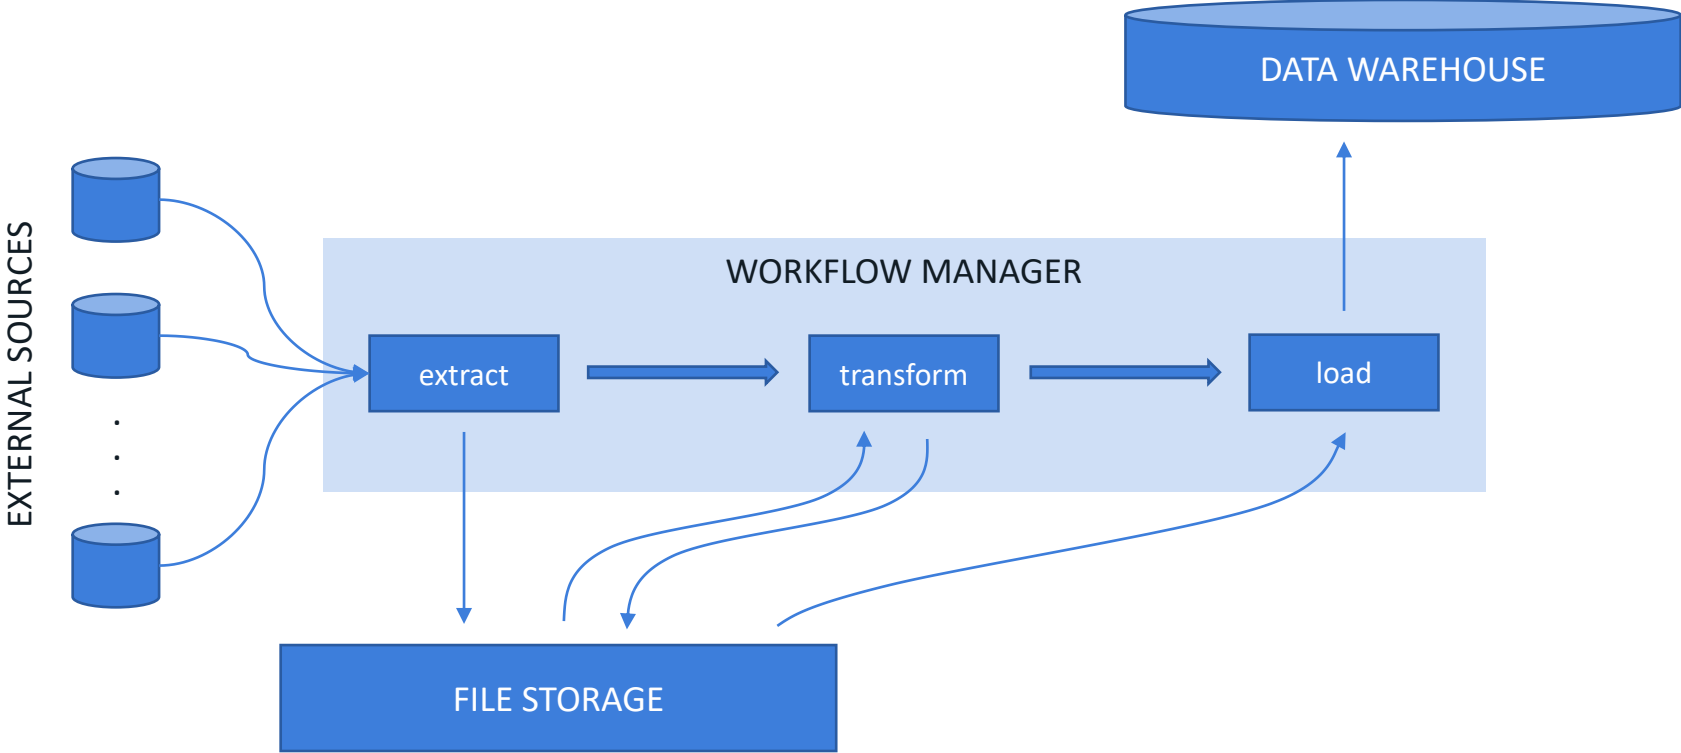 DATA WAREHOUSE
EXTERNAL SOURCES
WORKFLOW MANAGER
extract
transform
load
.
.
.
FILE STORAGE